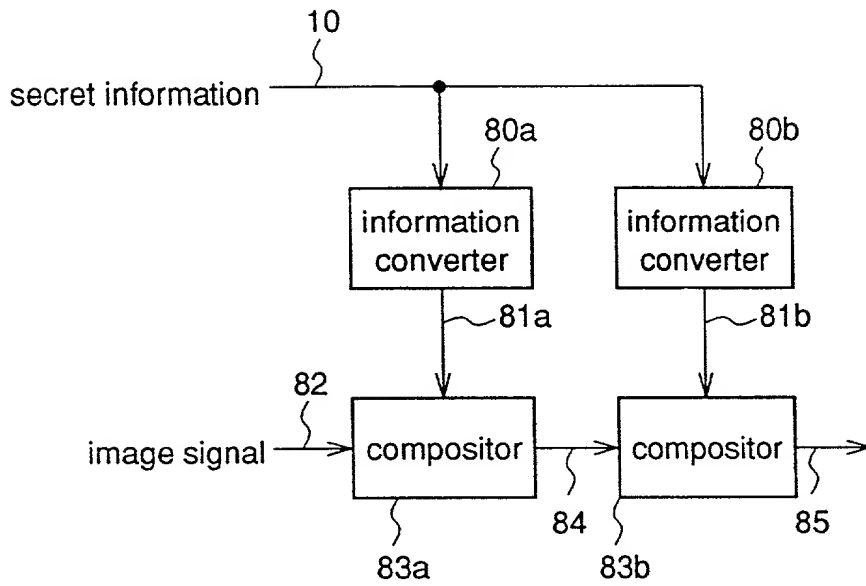 10
secret information
80a
80b
information
converter
information
converter
81a
81b
82
image signal
compositor
compositor
84
85
83a
83b